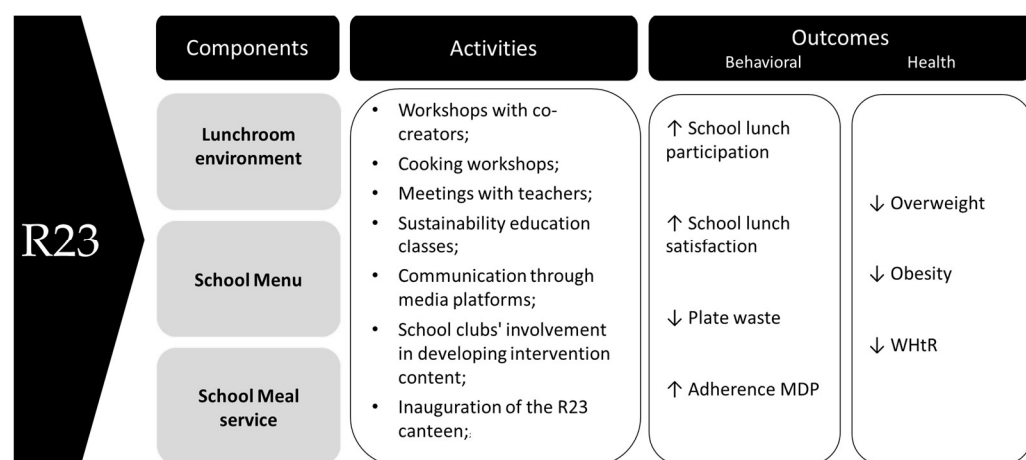 R23
Components
Lunchroom
environment
School Menu
School Meal
service
Activities
• Workshops with co-
creators;
• Cooking workshops;
• Meetings with teachers;
• Sustainability education
classes;
• Communication through
media platforms;
• School clubs' involvement
in developing intervention
content;
• Inauguration of the R23
canteen;.
Outcomes
Behavioral
Health
↑ School lunch
participation
↑ School lunch
satisfaction
↓ Plate waste
↑ Adherence MDP
↓ Overweight
↓ Obesity
↓ WHtR